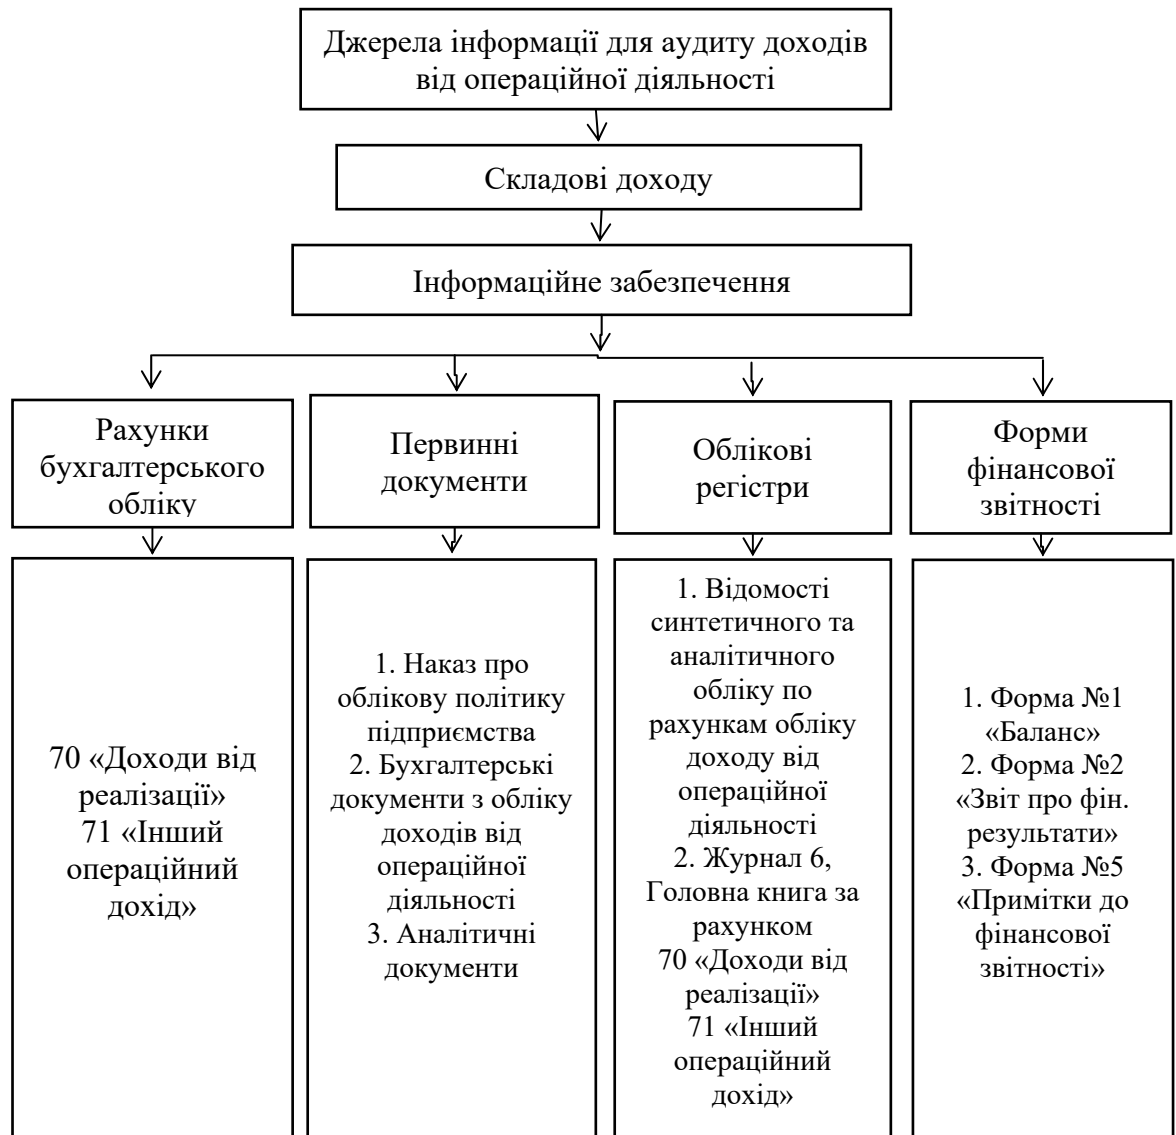 Джерела інформації для аудиту доходів
від операційної діяльності
Складові доходу
Інформаційне забезпечення
Рахунки
бухгалтерського
обліку
Первинні
документи
Облікові
регістри
Форми
фінансової
звітності
70 «Доходи від
реалізації»
71 «Інший
операційний
дохід»
1. Наказ про
облікову політику
підприємства
2. Бухгалтерські
документи з обліку
доходів від
операційної
діяльності
3. Аналітичні
документи
1. Відомості
синтетичного та
аналітичного
обліку по
рахункам обліку
доходу від
операційної
діяльності
2. Журнал 6,
Головна книга за
рахунком
70 «Доходи від
реалізації»
71 «Інший
операційний
дохід»
1. Форма №1
«Баланс»
2. Форма №2
«Звіт про фін.
результати»
3. Форма №5
«Примітки до
фінансової
звітності»